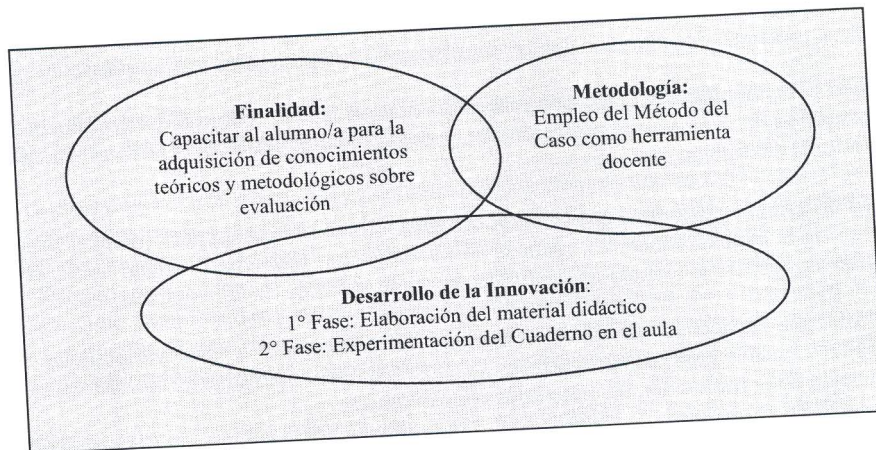 Finalidad:
Capacitar al alumno/a para la
adquisición de conocimientos
teóricos y metodológicos sobre
evaluación
Metodología:
Empleo del Método del
Caso como herramienta
docente
Desarrollo de la Innovación:
1° Fase: Elaboración del material didáctico
2° Fase: Experimentación del Cuaderno en el aula